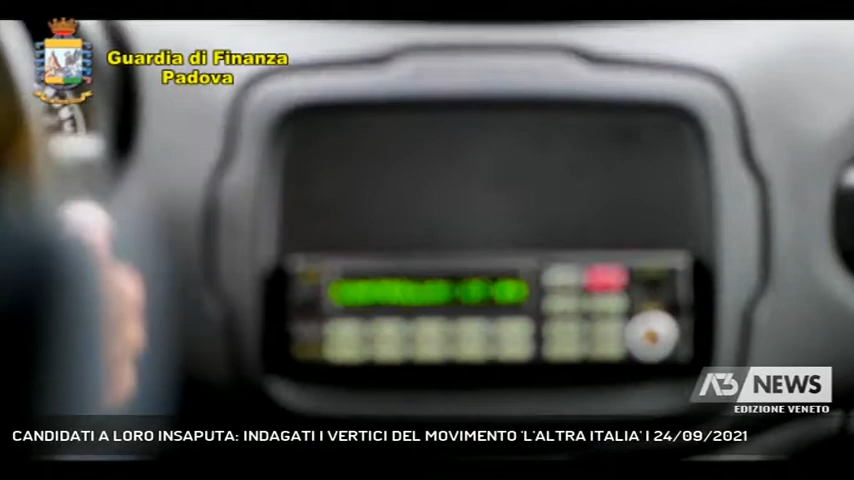 Guardia di Finanza
Padova
A3 NEWS
EDIZIONE VENETO
CANDIDATI A LORO INSAPUTA: INDAGATI I VERTICI DEL MOVIMENTO 'L'ALTRA ITALIA' | 24/09/2021